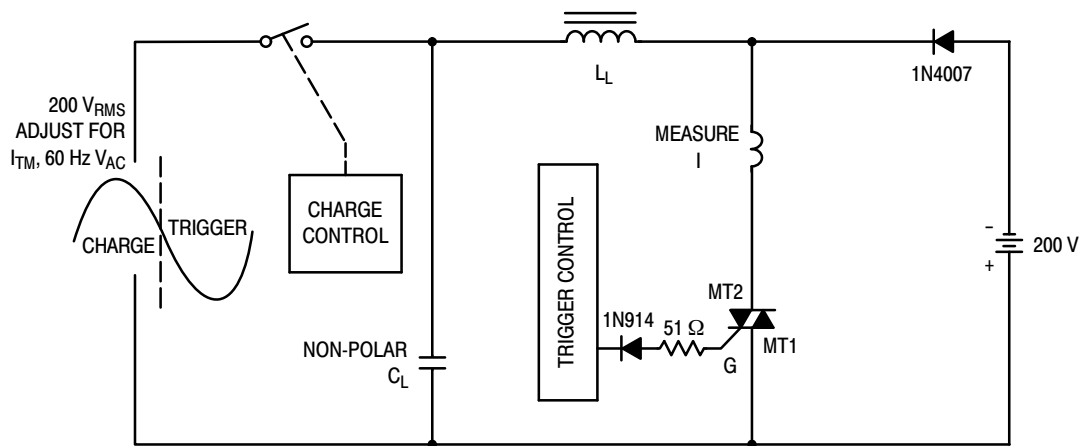 200 V_RMS
ADJUST FOR
I_TM, 60 Hz V_AC
CHARGE
TRIGGER
CHARGE
CONTROL
NON-POLAR
C_L
L_L
MEASURE
I
TRIGGER CONTROL
1N914
51 Ω
G
MT2
MT1
1N4007
-
+
200 V